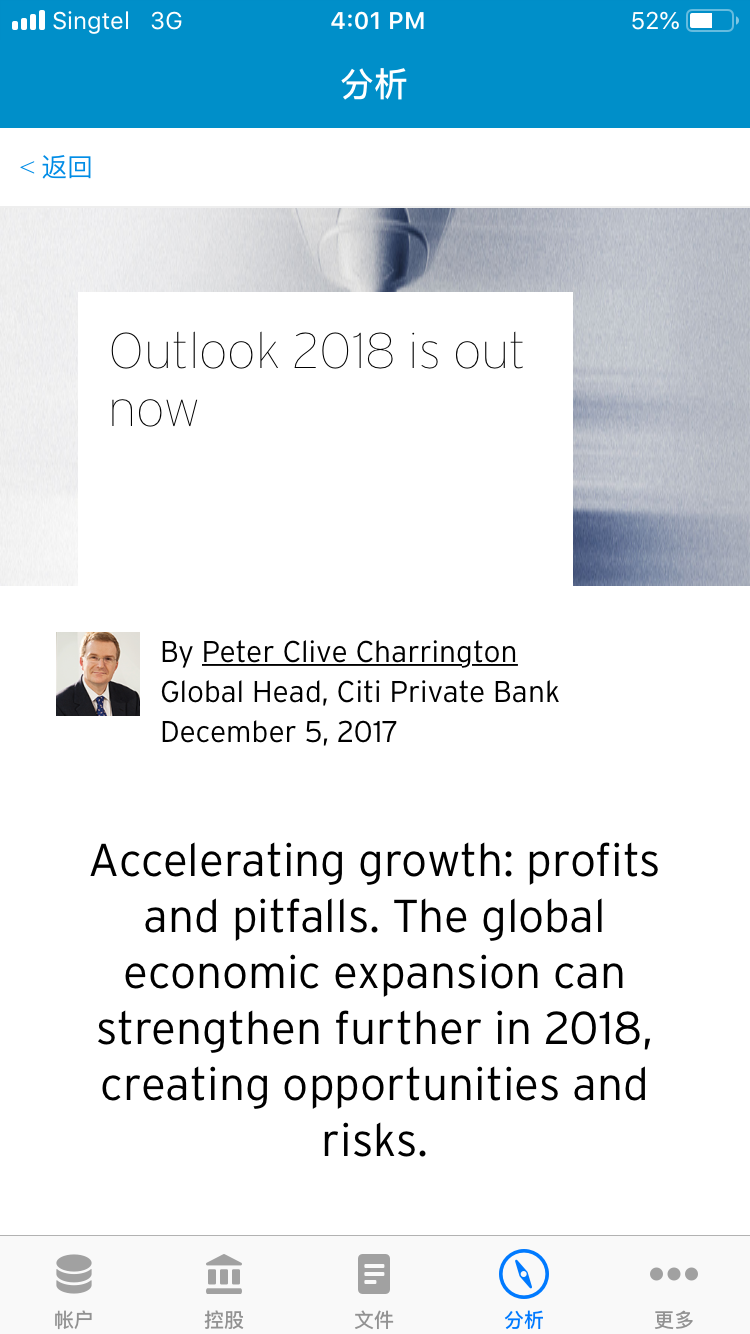 Singtel 3G 4:01 PM 52%
分析
< 返回
Outlook 2018 is out
now
By Peter Clive Charrington
Global Head, Citi Private Bank
December 5, 2017
Accelerating growth: profits
and pitfalls. The global
economic expansion can
strengthen further in 2018,
creating opportunities and
risks.
帐户 控股 文件 分析 更多